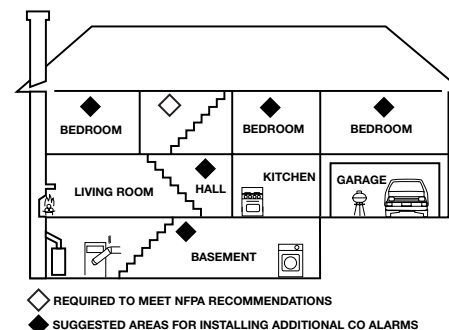 BEDROOM
BEDROOM
BEDROOM
LIVING ROOM
HALL
KITCHEN
GARAGE
BASEMENT
REQUIRED TO MEET NFPA RECOMMENDATIONS
SUGGESTED AREAS FOR INSTALLING ADDITIONAL CO ALARMS